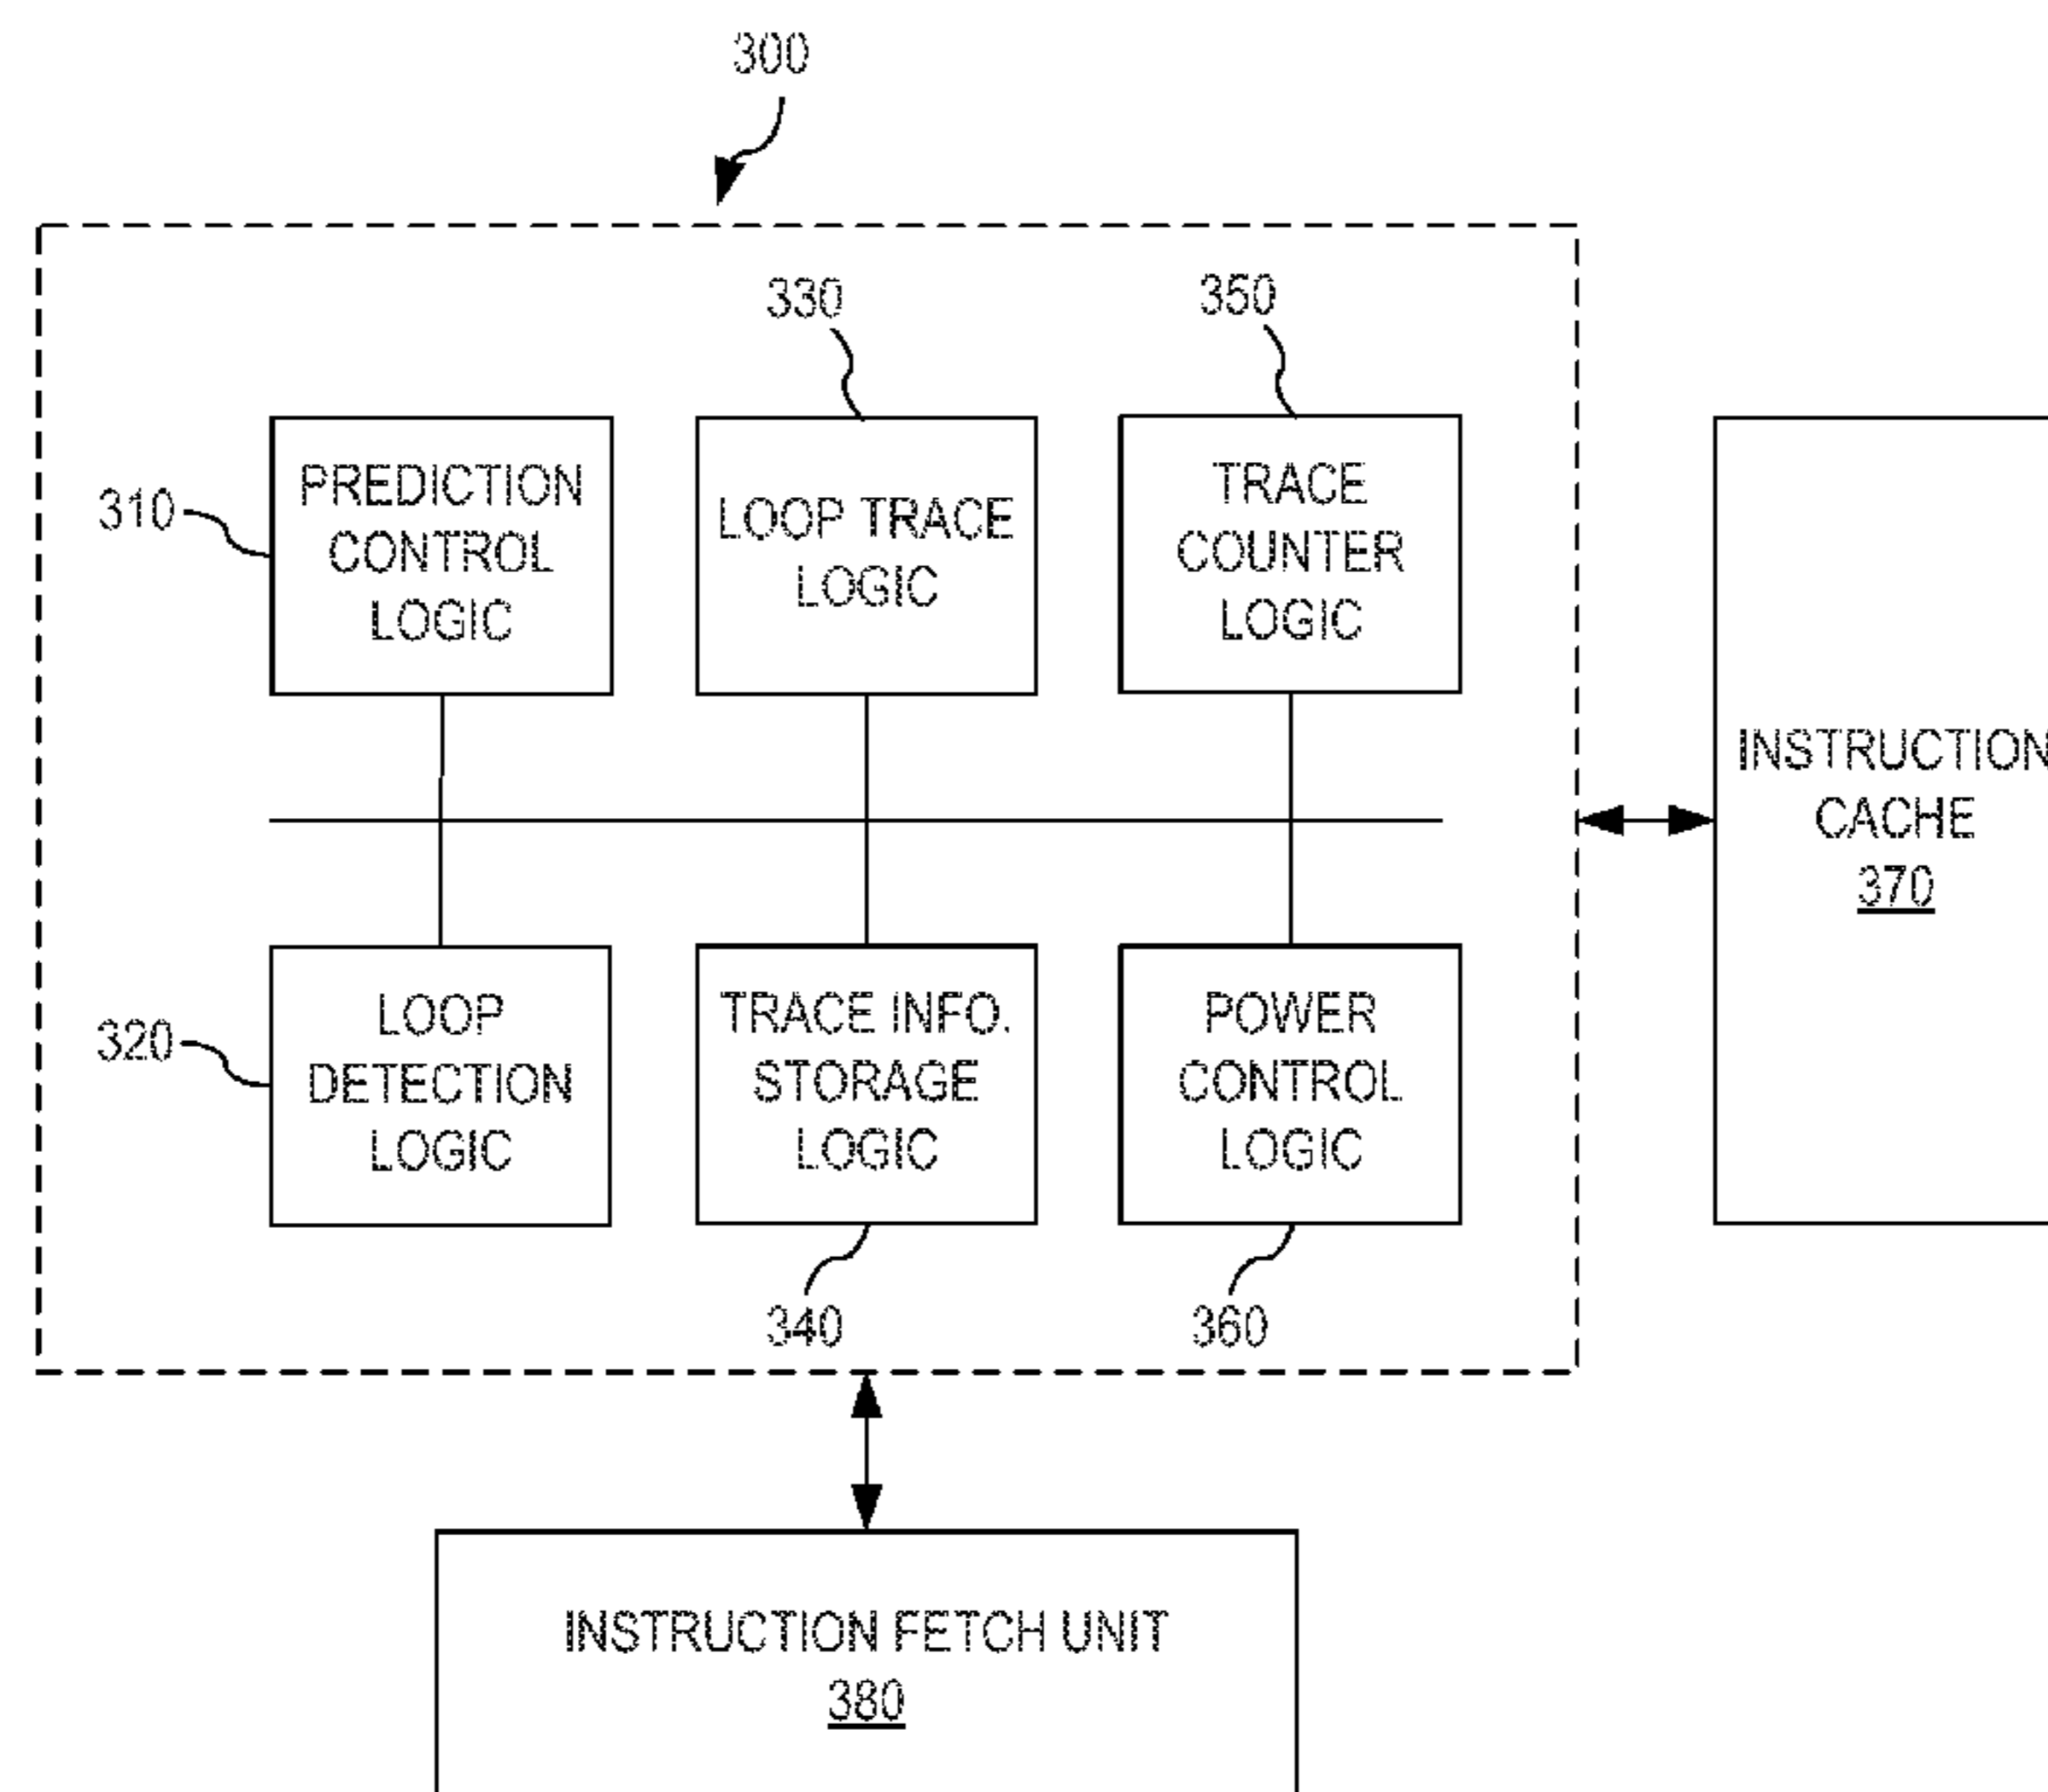 300
330
350
310
PREDICTION
CONTROL
LOGIC
LOOP TRACE
LOGIC
TRACE
COUNTER
LOGIC
INSTRUCTION
CACHE
370
320
LOOP
DETECTION
LOGIC
TRACE INFO.
STORAGE
LOGIC
POWER
CONTROL
LOGIC
340
360
INSTRUCTION FETCH UNIT
380